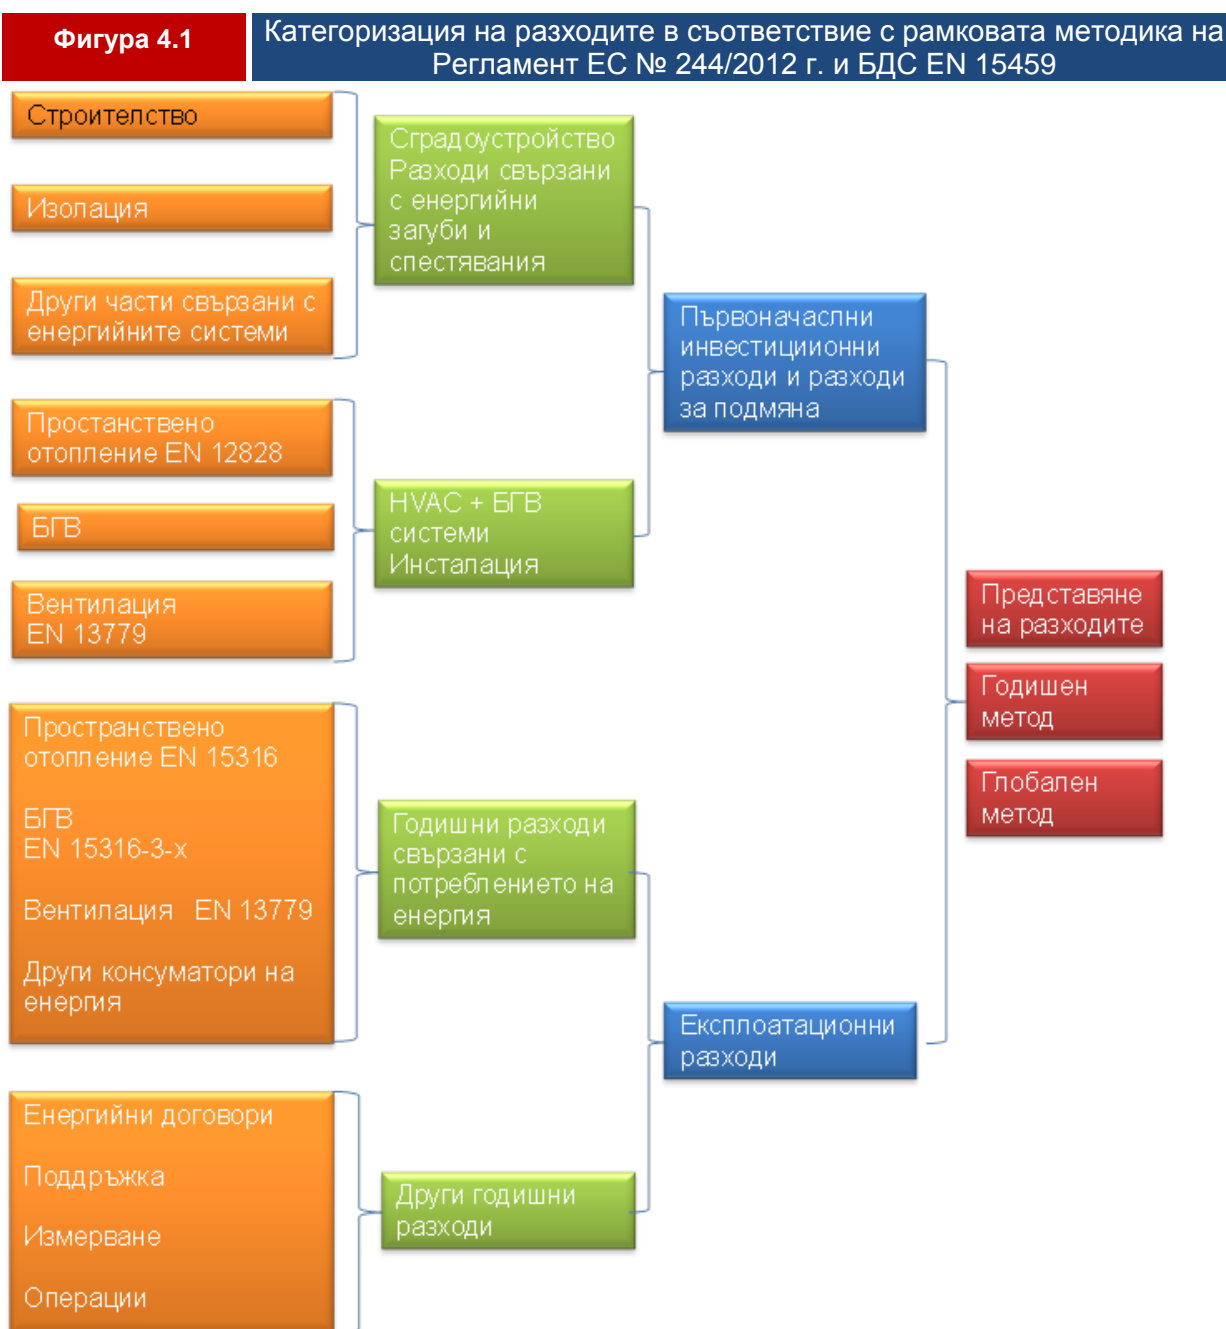 Фигура 4.1
Категоризация на разходите в съответствие с рамковата методика на
Регламент ЕС № 244/2012 г. и БДС EN 15459
Строителство
Изолация
Други части свързани с
енергийните системи
Простанствено
отопление EN 12828
БГВ
Вентилация
EN 13779
Пространствено
отопление EN 15316
БГВ
EN 15316-3-x
Вентилация EN 13779
Други консуматори на
енергия
Енергийни договори
Поддръжка
Измерване
Операции
Сградоустройство
Разходи свързани
с енергийни
загуби и
спестявания
HVAC + БГВ
системи
Инсталация
Годишни разходи
свързани с
потреблението на
енергия
Други годишни
разходи
Първоначаслни
инвестициионни
разходи и разходи
за подмяна
Експлоатационни
разходи
Представяне
на разходите
Годишен
метод
Глобален
метод